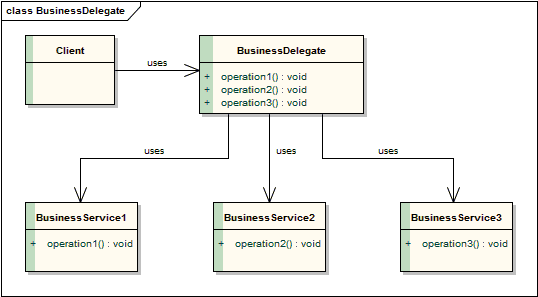 class BusinessDelegate
Client
uses
BusinessDelegate
+ operation1() : void
+ operation2() : void
+ operation3() : void
uses
uses
uses
BusinessService1
+ operation1() : void
BusinessService2
+ operation2() : void
BusinessService3
+ operation3() : void